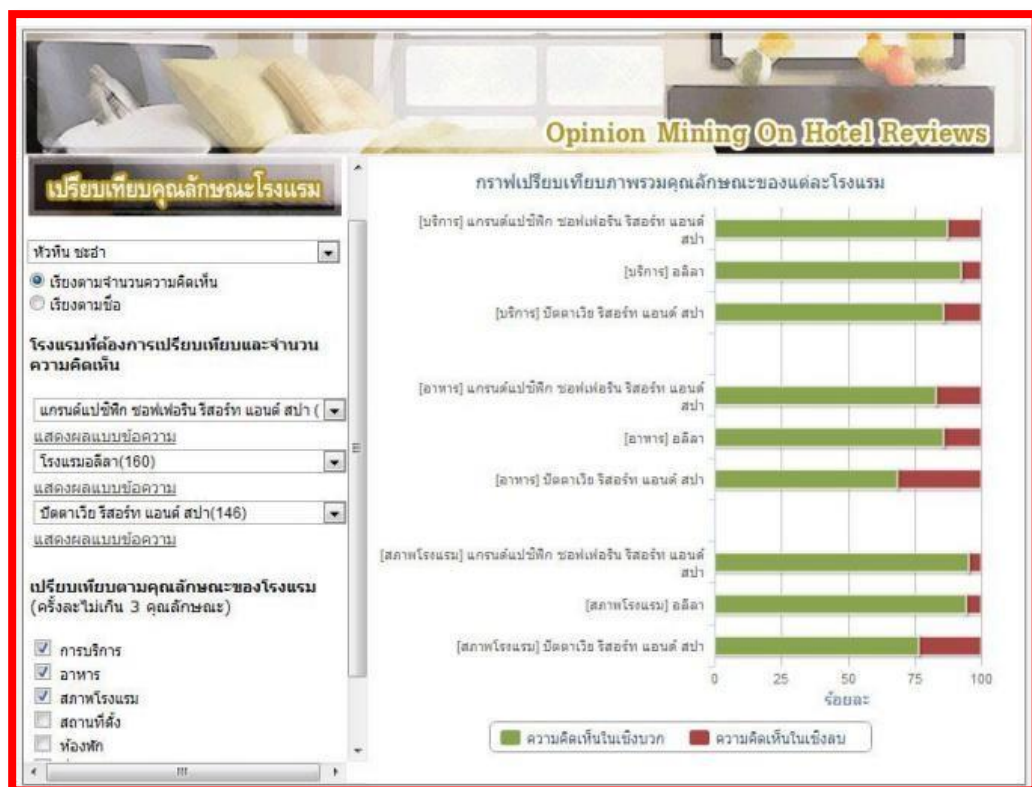 Opinion Mining On Hotel Reviews
เปรียบเทียบคุณลักษณะโรงแรม
หัวหิน ชะอำ
เรียงตามจำนวนความคิดเห็น
เรียงตามชื่อ
โรงแรมที่ต้องการเปรียบเทียบและจำนวน
ความคิดเห็น
แกรนด์แปซิฟิก ซอฟเฟอริน รีสอร์ท แอนด์ สปา (
แสดงผลแบบข้อความ
โรงแรมอลีลา(160)
แสดงผลแบบข้อความ
ปัตตาเวีย รีสอร์ท แอนด์ สปา(146)
แสดงผลแบบข้อความ
เปรียบเทียบตามคุณลักษณะของโรงแรม
(ครั้งละไม่เกิน 3 คุณลักษณะ)
การบริการ
อาหาร
สภาพโรงแรม
สถานที่ตั้ง
ห้องพัก
กราฟเปรียบเทียบภาพรวมคุณลักษณะของแต่ละโรงแรม
[บริการ] แกรนด์แปซิฟิก ซอฟเฟอริน รีสอร์ท แอนด์
สปา
[บริการ] อลีลา
[บริการ] ปัตตาเวีย รีสอร์ท แอนด์ สปา
[อาหาร] แกรนด์แปซิฟิก ซอฟเฟอริน รีสอร์ท แอนด์
สปา
[อาหาร] อลีลา
[อาหาร] ปัตตาเวีย รีสอร์ท แอนด์ สปา
[สภาพโรงแรม] แกรนด์แปซิฟิก ซอฟเฟอริน รีสอร์ท แอนด์
สปา
[สภาพโรงแรม] อลีลา
[สภาพโรงแรม] ปัตตาเวีย รีสอร์ท แอนด์ สปา
0 25 50 75 100
ร้อยละ
ความคิดเห็นในเชิงบวก ความคิดเห็นในเชิงลบ